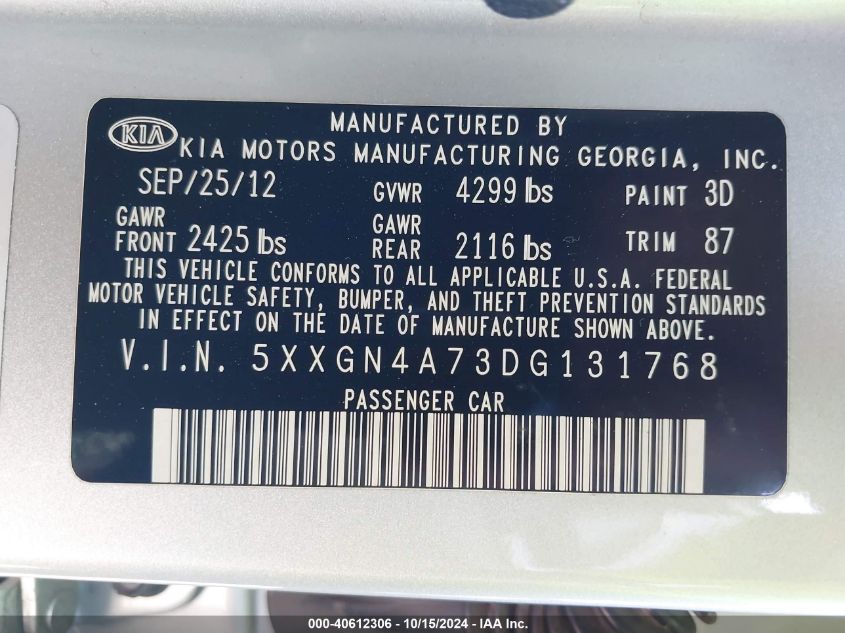 KIA
MANUFACTURED BY
KIA MOTORS MANUFACTURING GEORGIA, INC.
SEP/25/12 GVWR 4299 lbs PAINT 3D
GAWR FRONT 2425 lbs GAWR REAR 2116 lbs TRIM 87
THIS VEHICLE CONFORMS TO ALL APPLICABLE U.S.A. FEDERAL
MOTOR VEHICLE SAFETY, BUMPER, AND THEFT PREVENTION STANDARDS
IN EFFECT ON THE DATE OF MANUFACTURE SHOWN ABOVE.
V.I.N. 5XXGN4A73DG131768
PASSENGER CAR
000-40612306 - 10/15/2024 - IAA Inc.